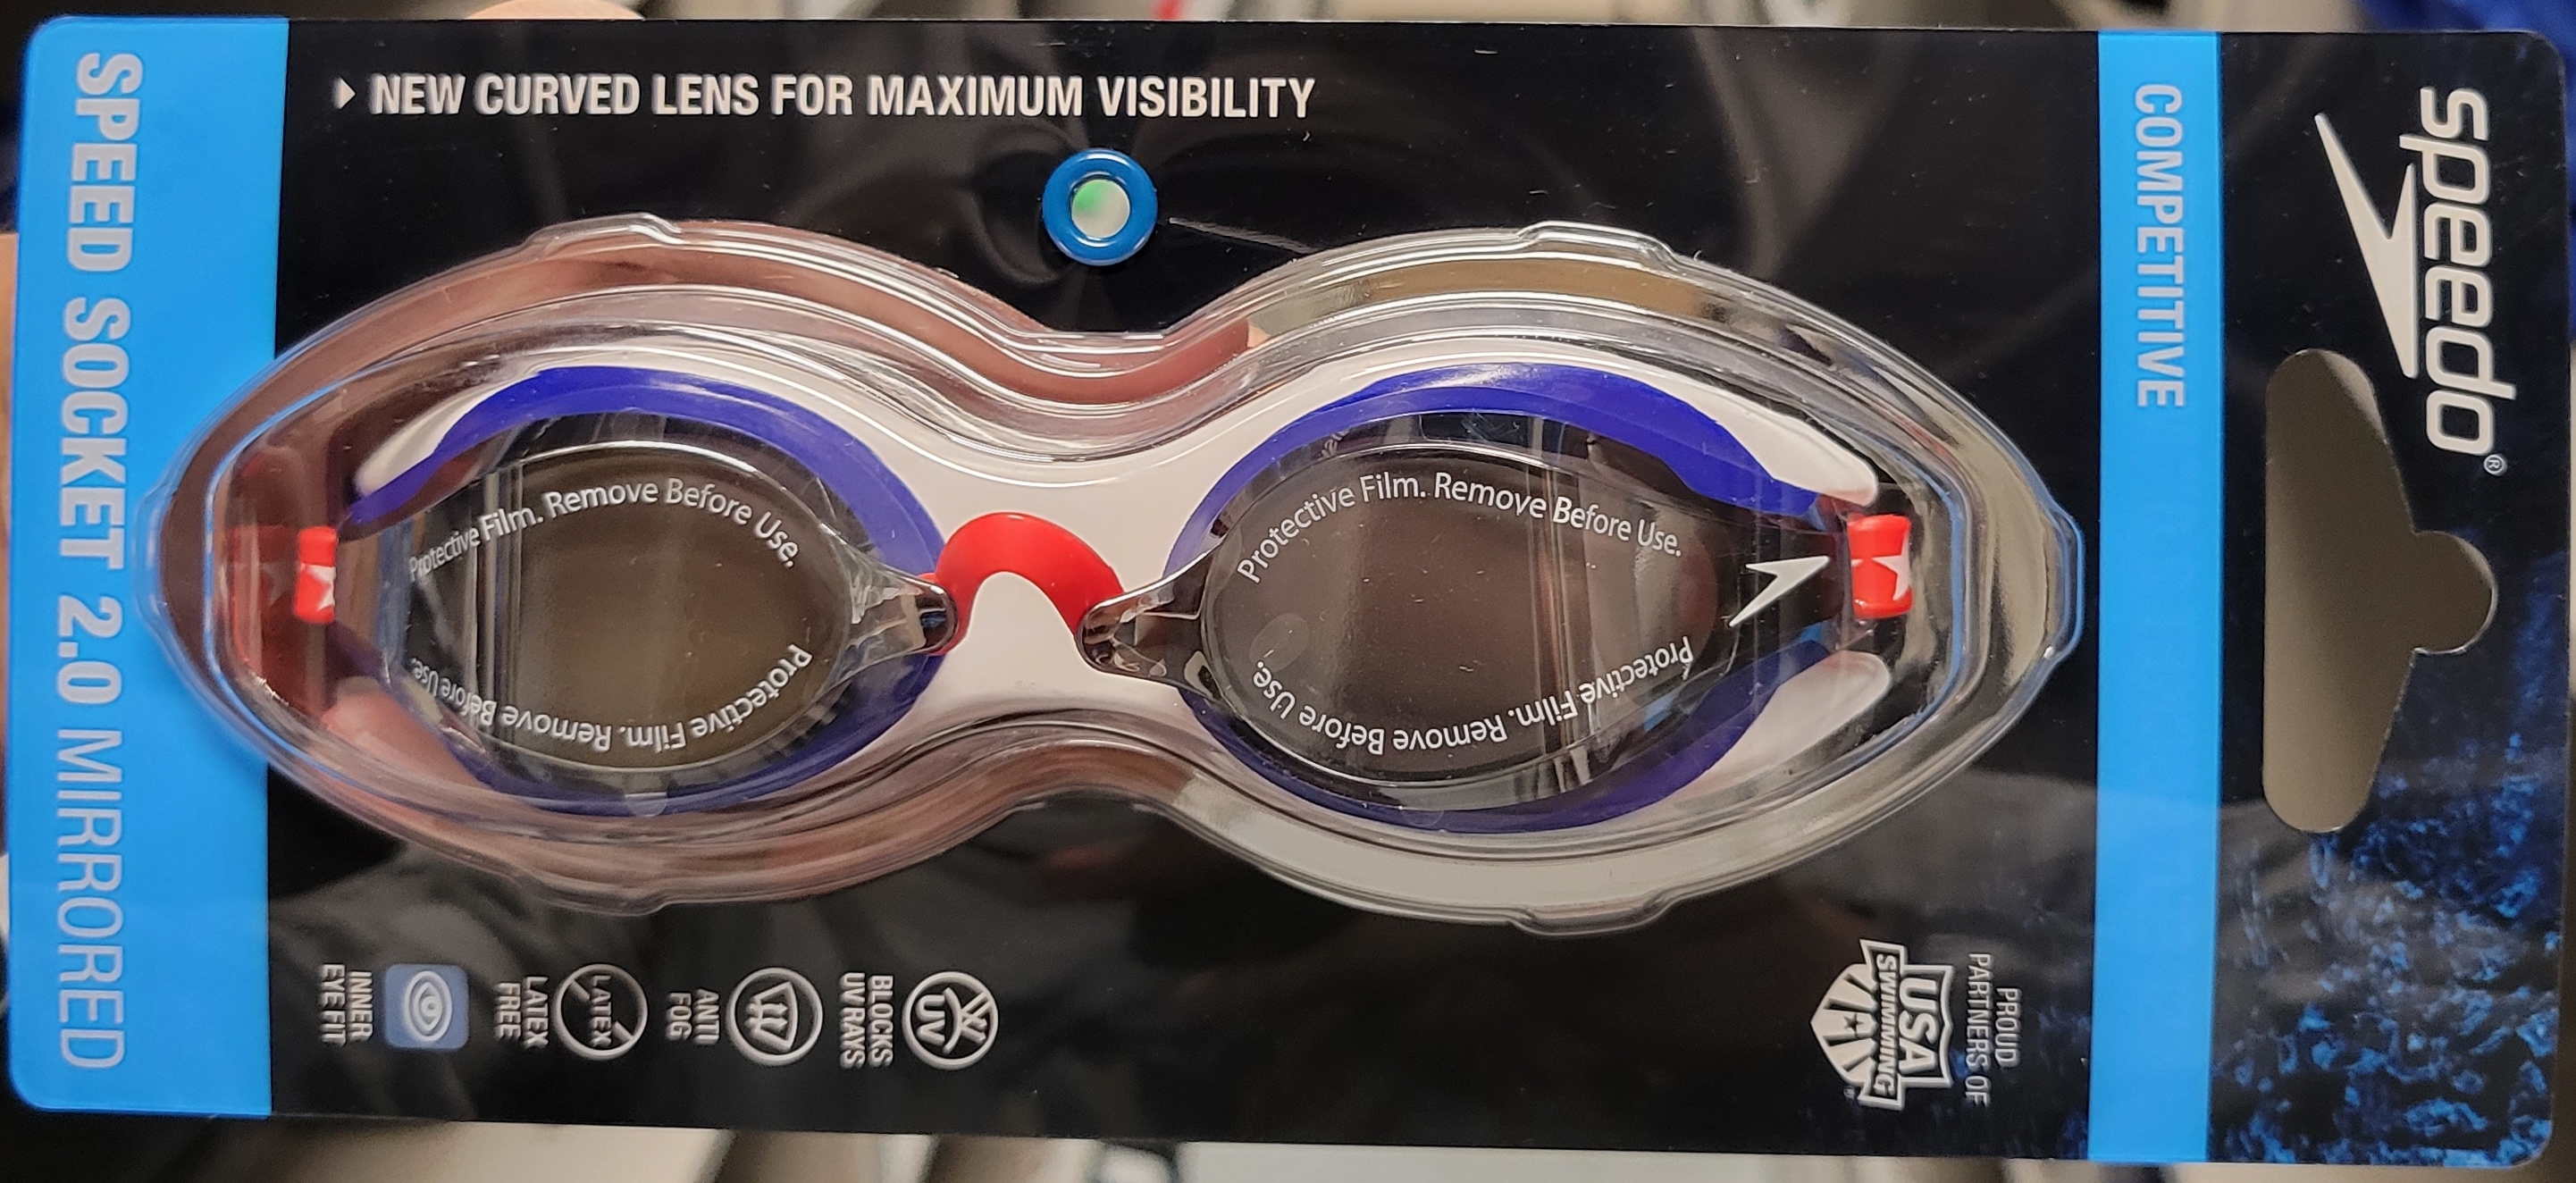 speedo®
COMPETITIVE
NEW CURVED LENS FOR MAXIMUM VISIBILITY
PROUD
PARTNERS OF
USA
SWIMMING
Protective Film. Remove Before Use.
Protective Film. Remove Before Use.
Protective Film. Remove Before Use.
Protective Film. Remove Before Use.
UV
BLOCKS
UV RAYS
ANTI
FOG
LATEX
LATEX
FREE
INNER
EYE FIT
SPEED SOCKET 2.0 MIRRORED